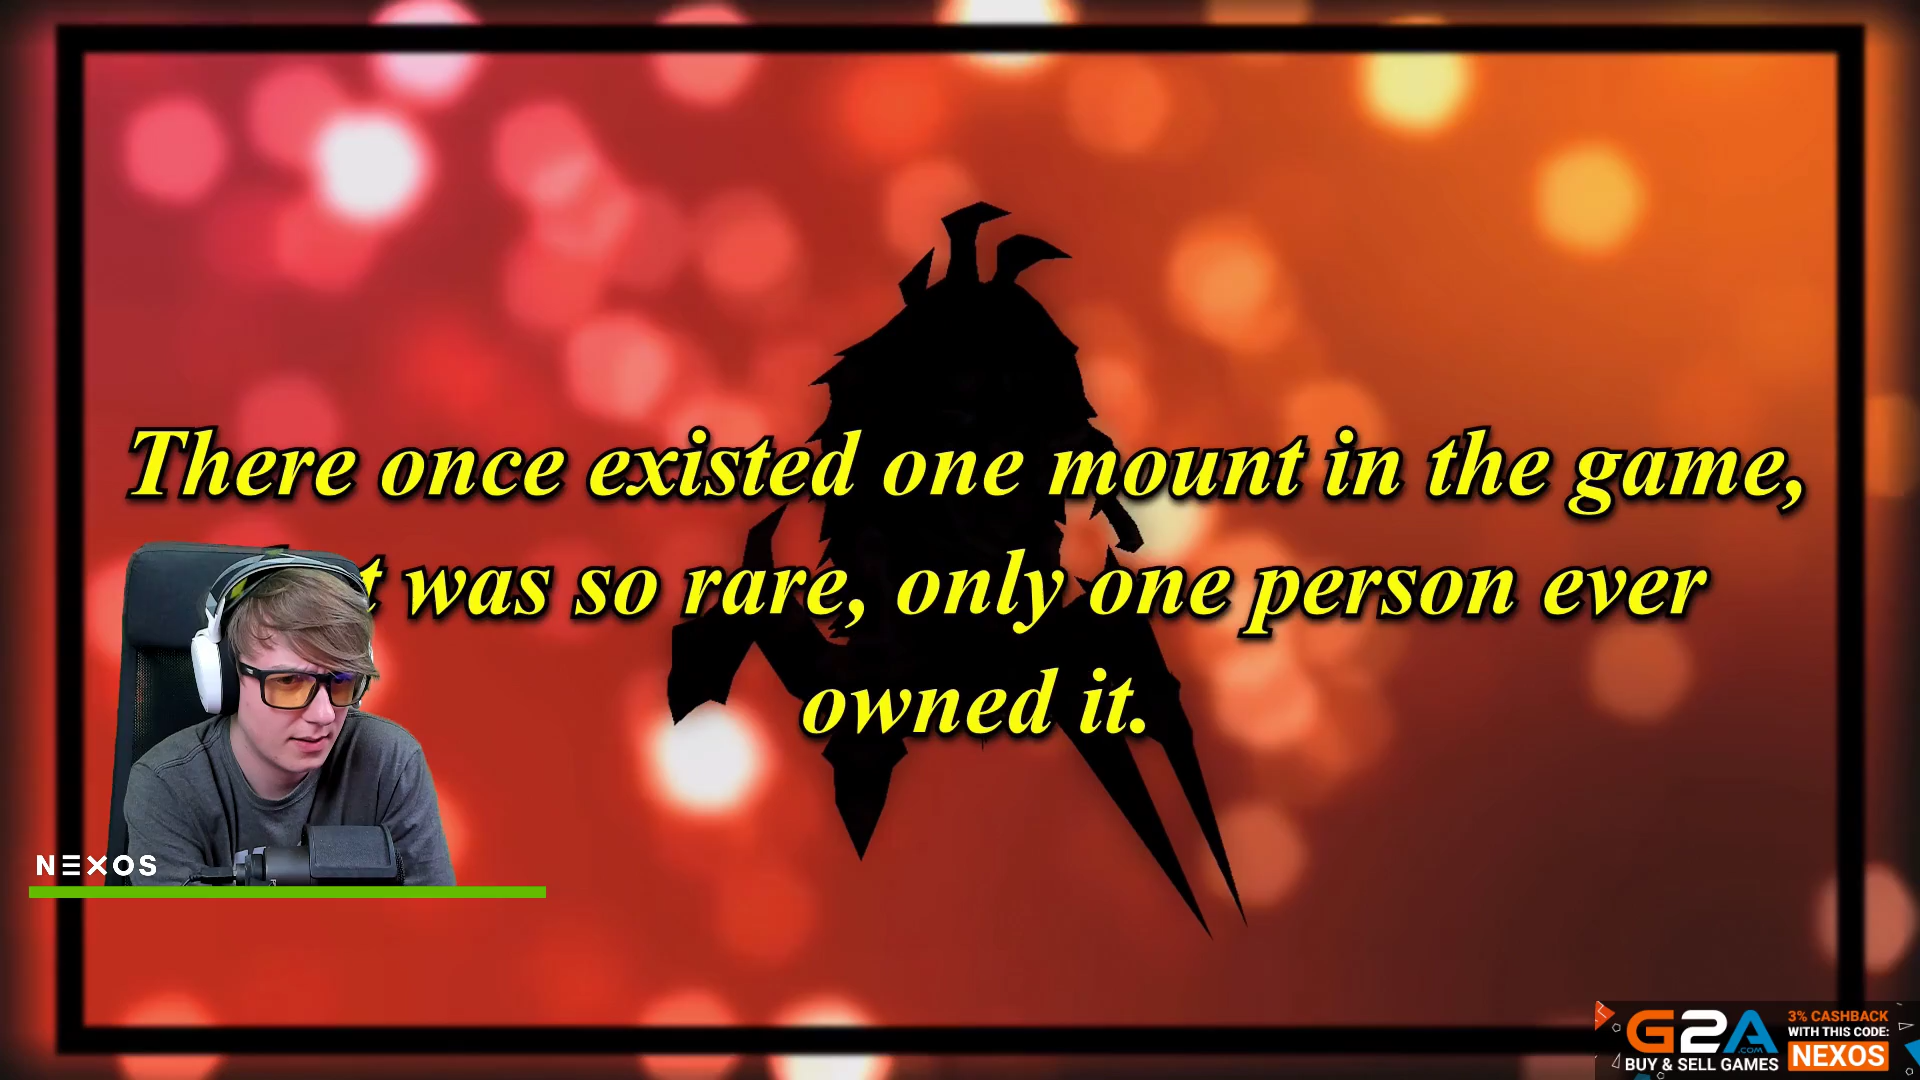 There once existed one mount in the game,
was so rare, only one person ever
owned it.
NEXOS
G2A
.COM
BUY & SELL GAMES
3% CASHBACK
WITH THIS CODE:
NEXOS